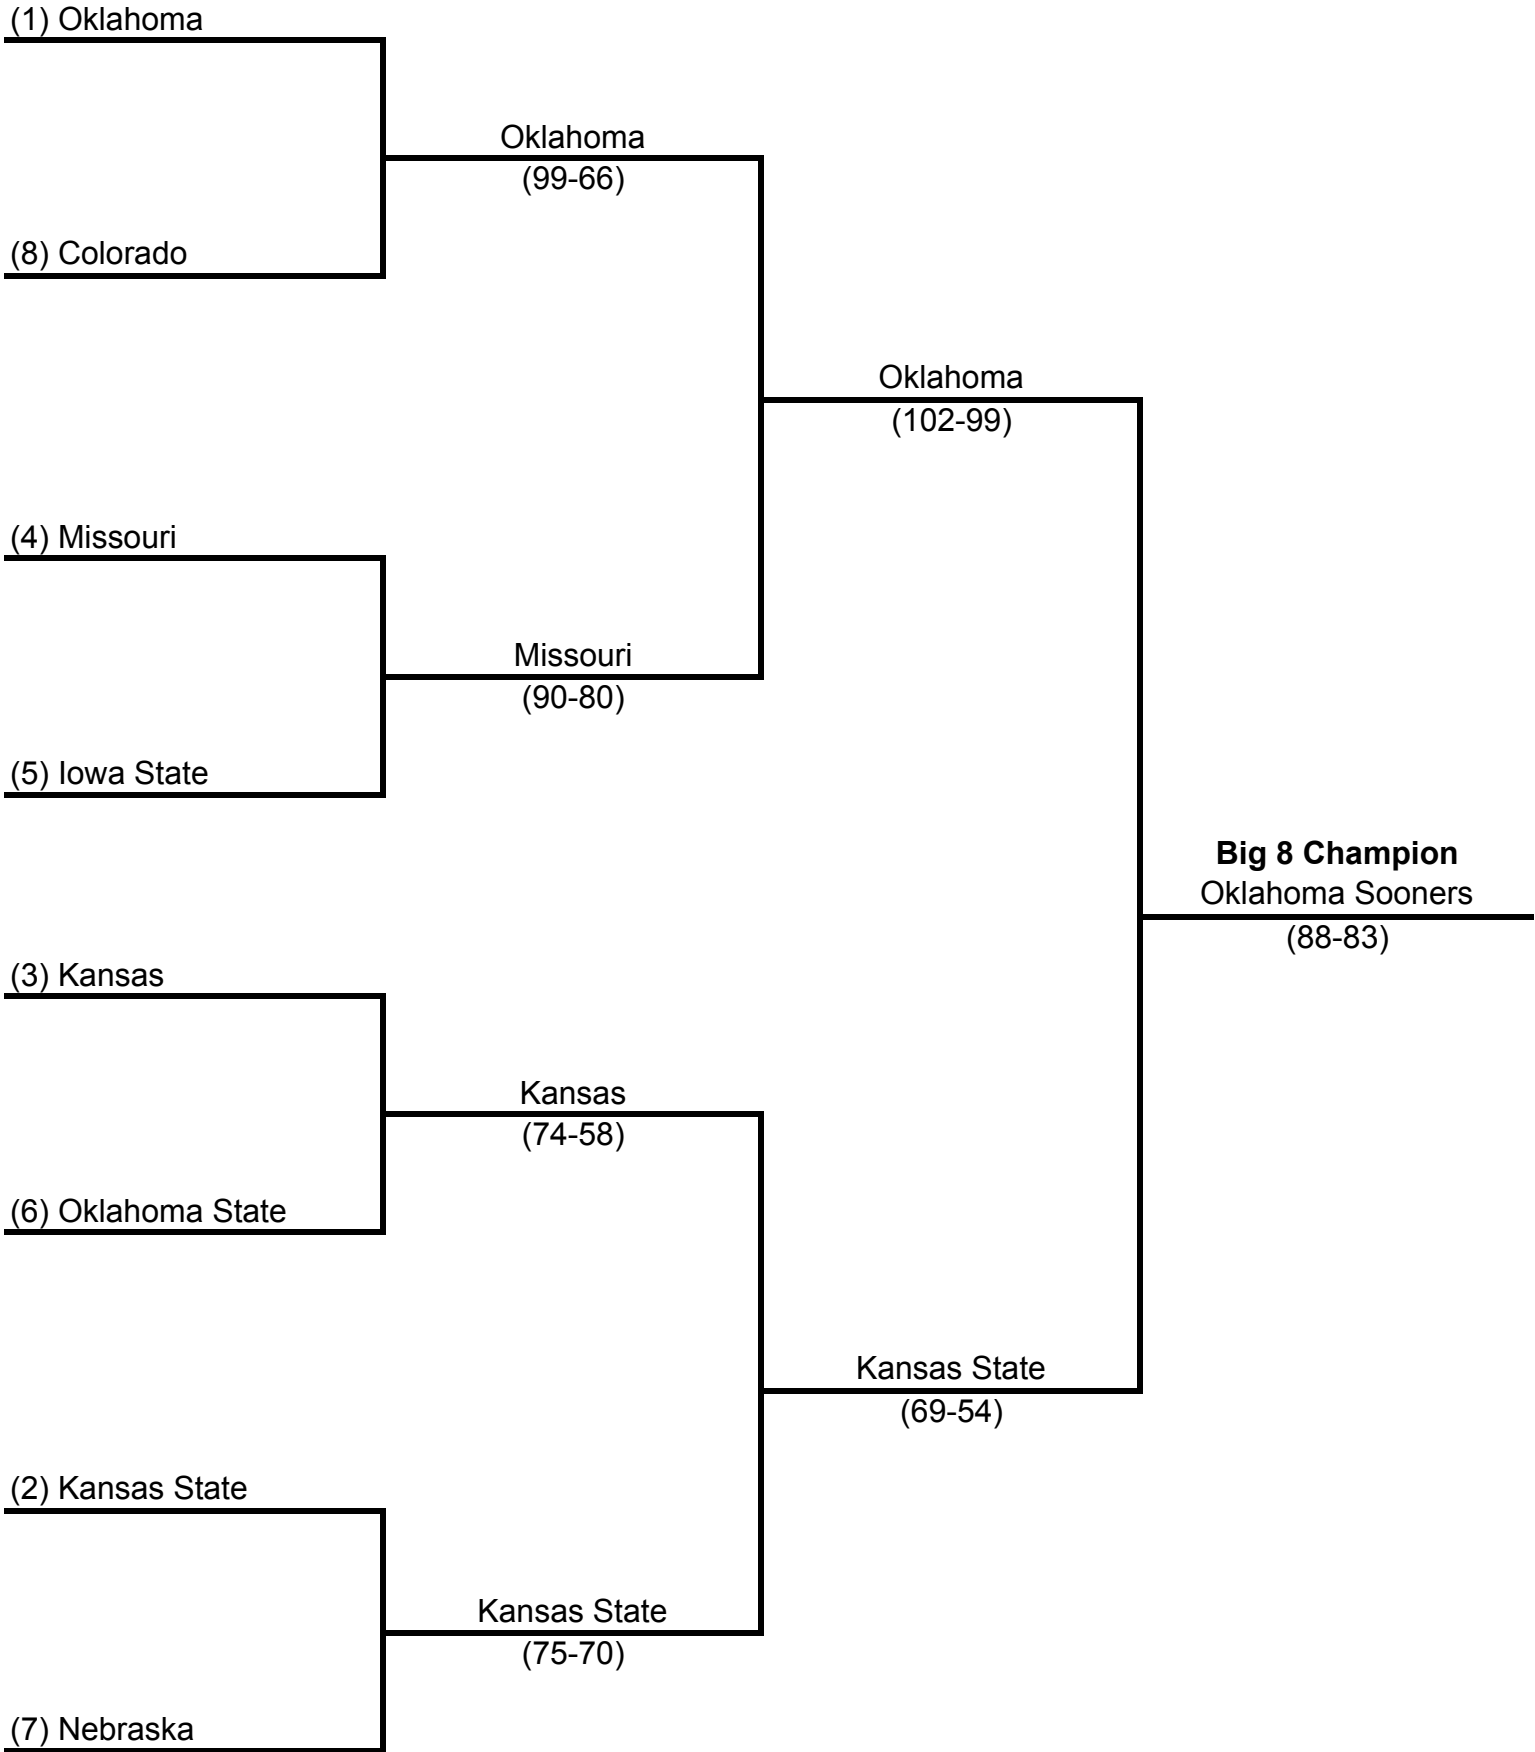 (1) Oklahoma
Oklahoma
(99-66)
(8) Colorado
Oklahoma
(102-99)
(4) Missouri
Missouri
(90-80)
(5) Iowa State
Big 8 Champion
Oklahoma Sooners
(88-83)
(3) Kansas
Kansas
(74-58)
(6) Oklahoma State
Kansas State
(69-54)
(2) Kansas State
Kansas State
(75-70)
(7) Nebraska